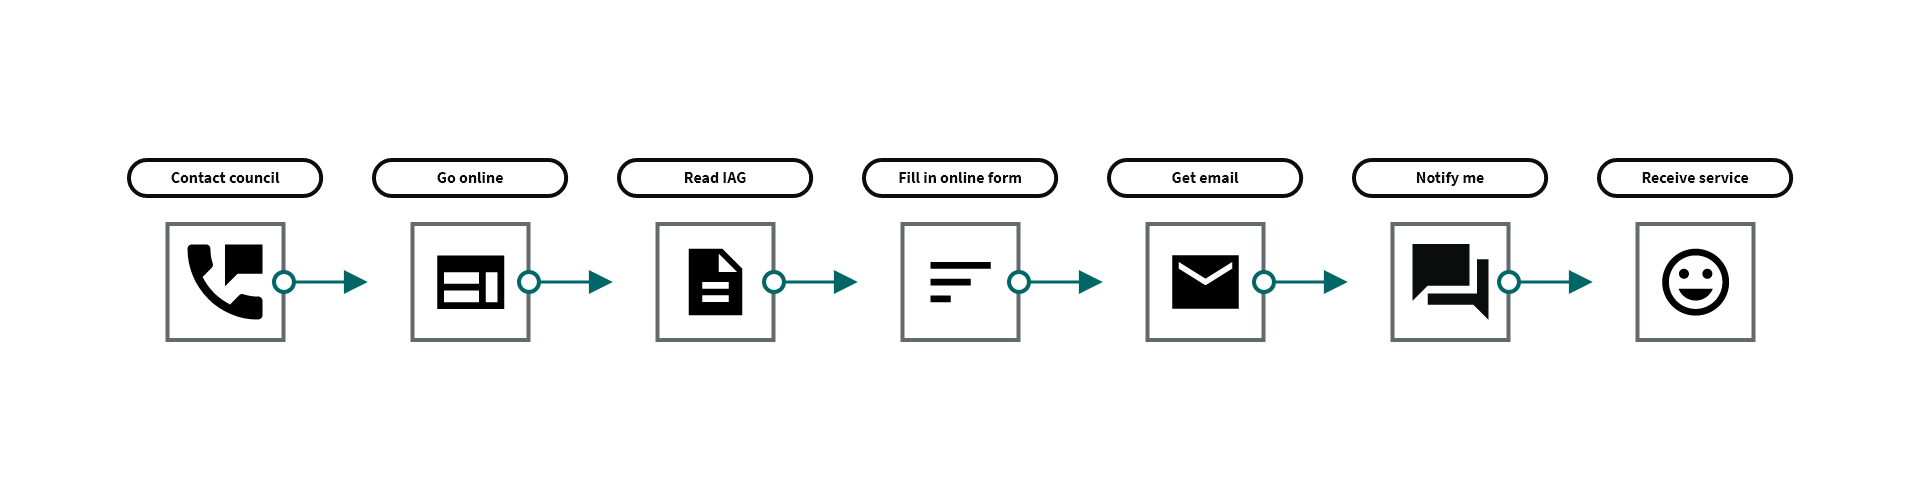 Contact council
Go online
Read IAG
Fill in online form
Get email
Notify me
Receive service